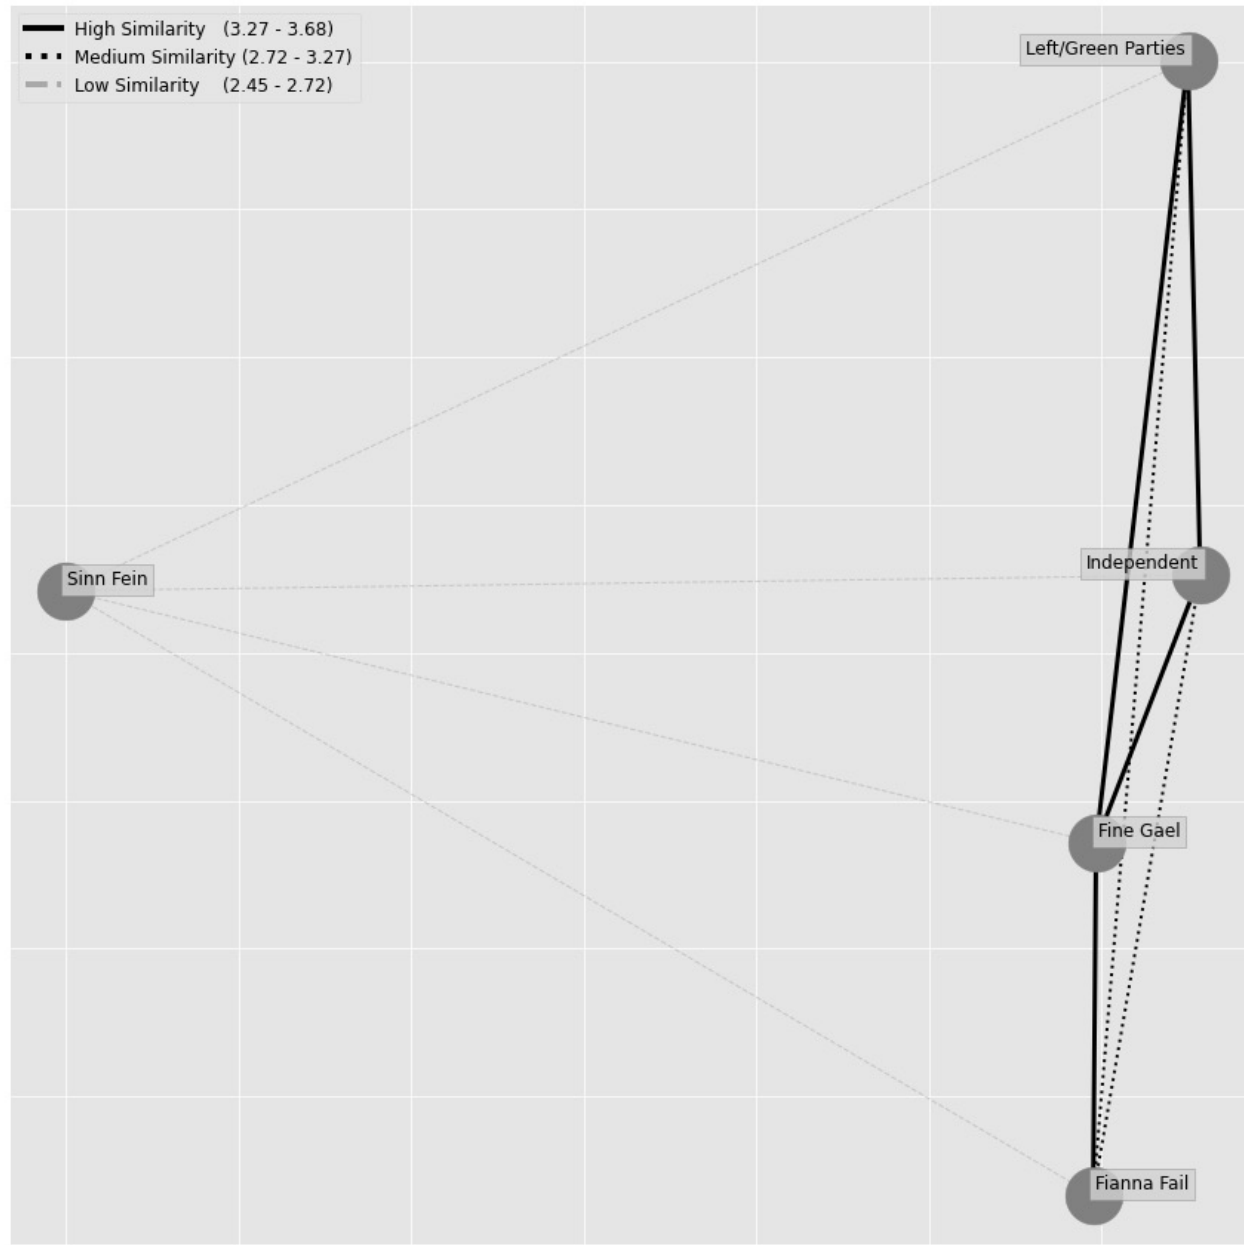 High Similarity (3.27 - 3.68)
Medium Similarity (2.72 - 3.27)
Low Similarity (2.45 - 2.72)
Left/Green Parties
Independent
Sinn Fein
Fine Gael
Fianna Fail